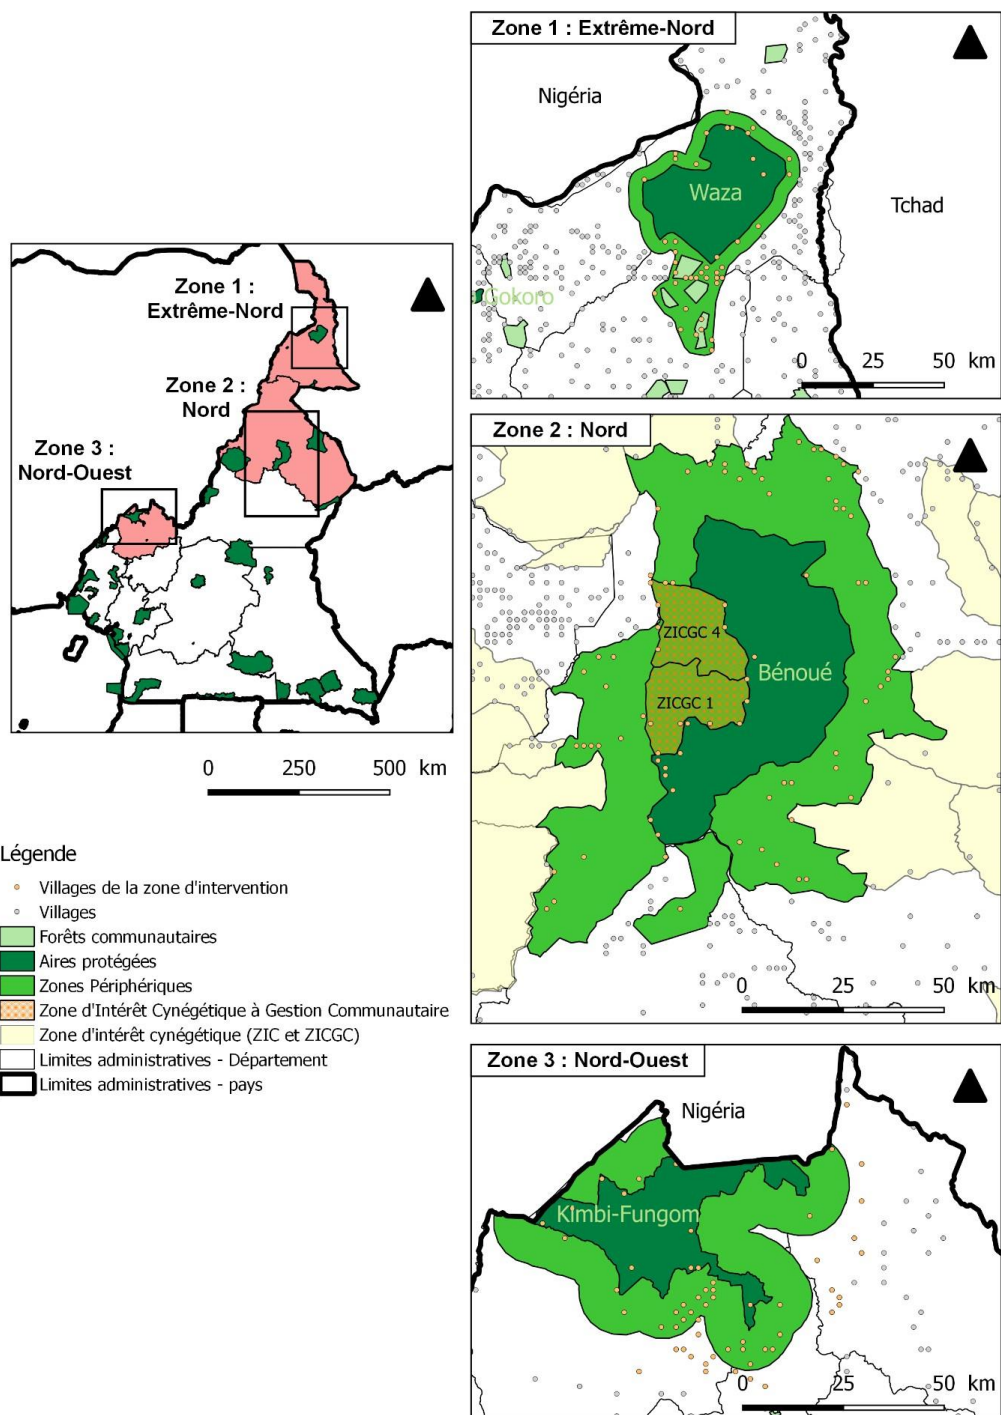 Zone 1 : Extrême-Nord
Nigéria
Waza
Tchad
Gokoro
0 25 50 km
Zone 1 :
Extrême-Nord
Zone 2 :
Nord
Zone 3 :
Nord-Ouest
0 250 500 km
Zone 2 : Nord
ZICGC 4
Bénoué
ZICGC 1
0 25 50 km
Légende
Villages de la zone d'intervention
Villages
Forêts communautaires
Aires protégées
Zones Périphériques
Zone d'Intérêt Cynégétique à Gestion Communautaire
Zone d'intérêt cynégétique (ZIC et ZICGC)
Limites administratives - Département
Limites administratives - pays
Zone 3 : Nord-Ouest
Nigéria
Kimbi-Fungom
0 25 50 km